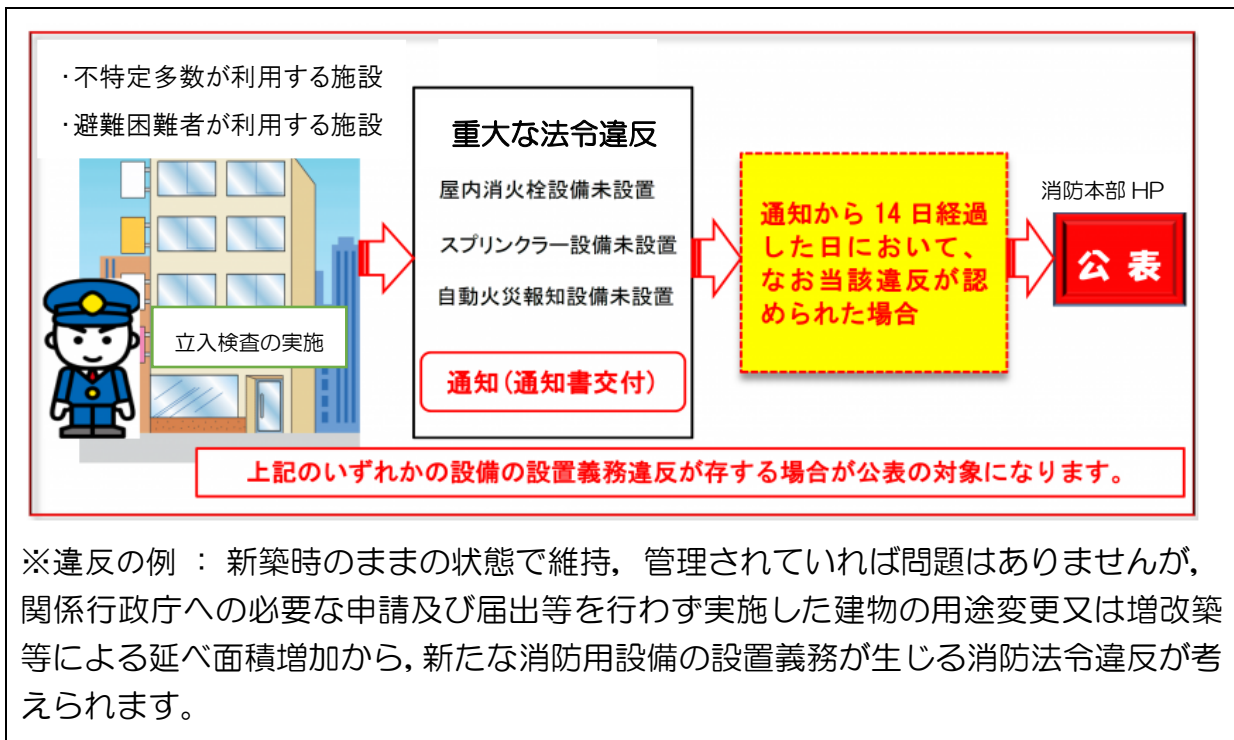 ・不特定多数が利用する施設
・避難困難者が利用する施設
立入検査の実施
重大な法令違反
屋内消火栓設備未設置
スプリンクラー設備未設置
自動火災報知設備未設置
通知(通知書交付)
通知から 14 日経過
した日において、
なお当該違反が認
められた場合
消防本部 HP
公 表
上記のいずれかの設備の設置義務違反が存する場合が公表の対象になります。
※違反の例 ： 新築時のままの状態で維持，管理されていれば問題はありませんが，
関係行政庁への必要な申請及び届出等を行わず実施した建物の用途変更又は増改築
等による延べ面積増加から，新たな消防用設備の設置義務が生じる消防法令違反が考
えられます。